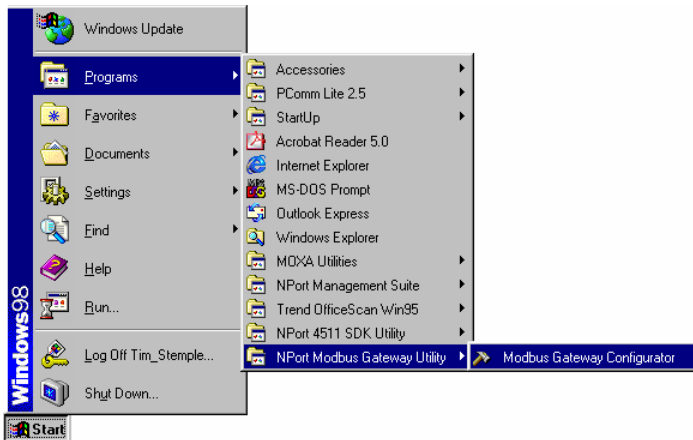 Windows Update
Programs
Favorites
Documents
Settings
Find
Help
Run...
Log Off Tim_Stemple...
Shut Down...
Windows98
Start
Accessories
PComm Lite 2.5
StartUp
Acrobat Reader 5.0
Internet Explorer
MS-DOS Prompt
Outlook Express
Windows Explorer
MOXA Utilities
NPort Management Suite
Trend OfficeScan Win95
NPort 4511 SDK Utility
NPort Modbus Gateway Utility
Modbus Gateway Configurator